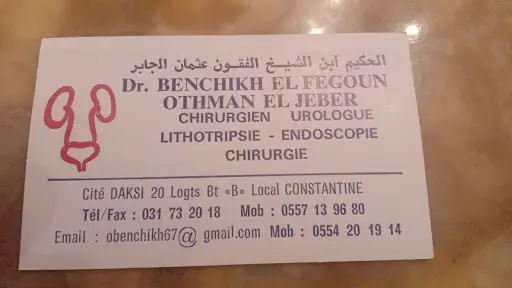 الحكيم ابن الشيخ الفقون عثمان الجابر
Dr. BENCHIKH EL FEGOUN
OTHMAN EL JEBER
CHIRURGIEN UROLOGUE
LITHOTRIPSIE - ENDOSCOPIE
CHIRURGIE
Cité DAKSI 20 Logts Bt «B» Local CONSTANTINE
Tél/Fax : 031 73 20 18 Mob : 0557 13 96 80
Email : obenchikh67@ gmail.com Mob : 0554 20 19 14